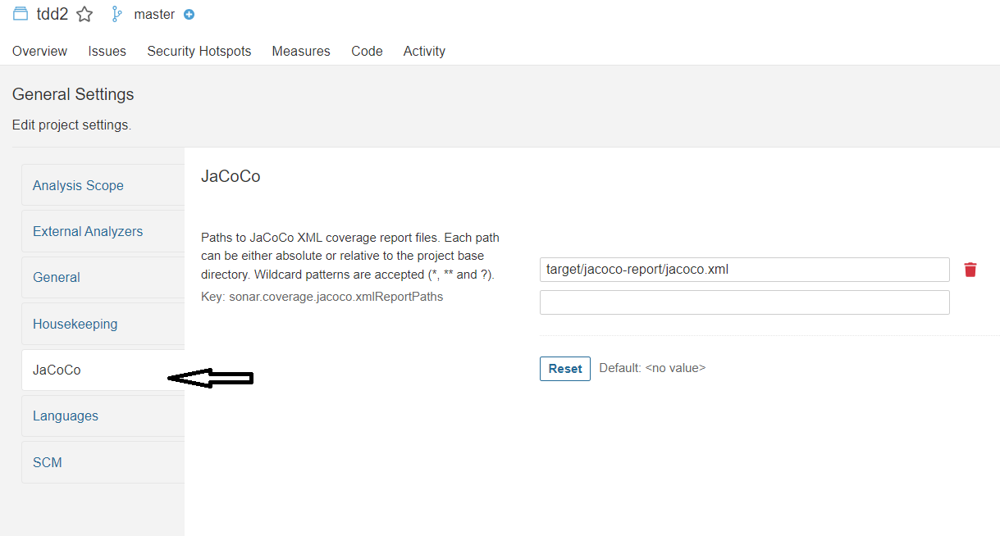 tdd2 master
Overview Issues Security Hotspots Measures Code Activity
General Settings
Edit project settings.
Analysis Scope
External Analyzers
General
Housekeeping
JaCoCo
Languages
SCM
JaCoCo
Paths to JaCoCo XML coverage report files. Each path
can be either absolute or relative to the project base
directory. Wildcard patterns are accepted (*, ** and ?).
Key: sonar.coverage.jacoco.xmlReportPaths
target/jacoco-report/jacoco.xml
Reset Default: <no value>